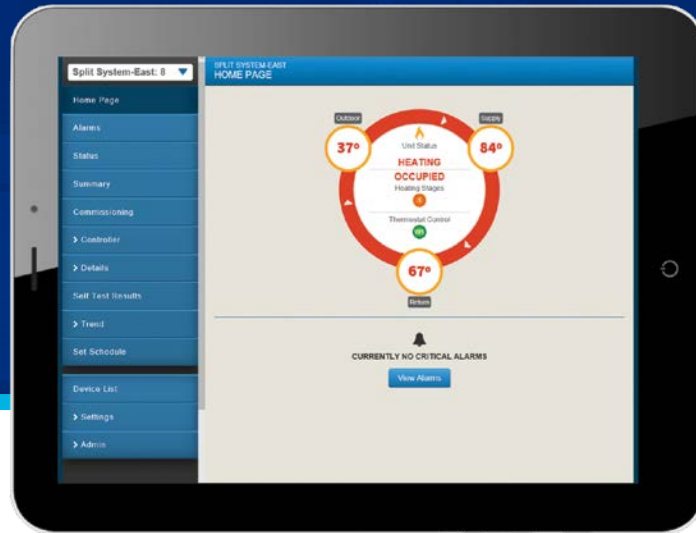 Split System-East: 8
SPLIT SYSTEM-EAST
HOME PAGE
Home Page
Alarms
Status
Summary
Commissioning
Controller
Details
Self Test Results
Trend
Set Schedule
Device List
Settings
Admin
Outdoor
37°
Supply
84°
Unit Status
HEATING
OCCUPIED
Heating Stages
Thermostat Control
67°
Return
CURRENTLY NO CRITICAL ALARMS
View Alarms